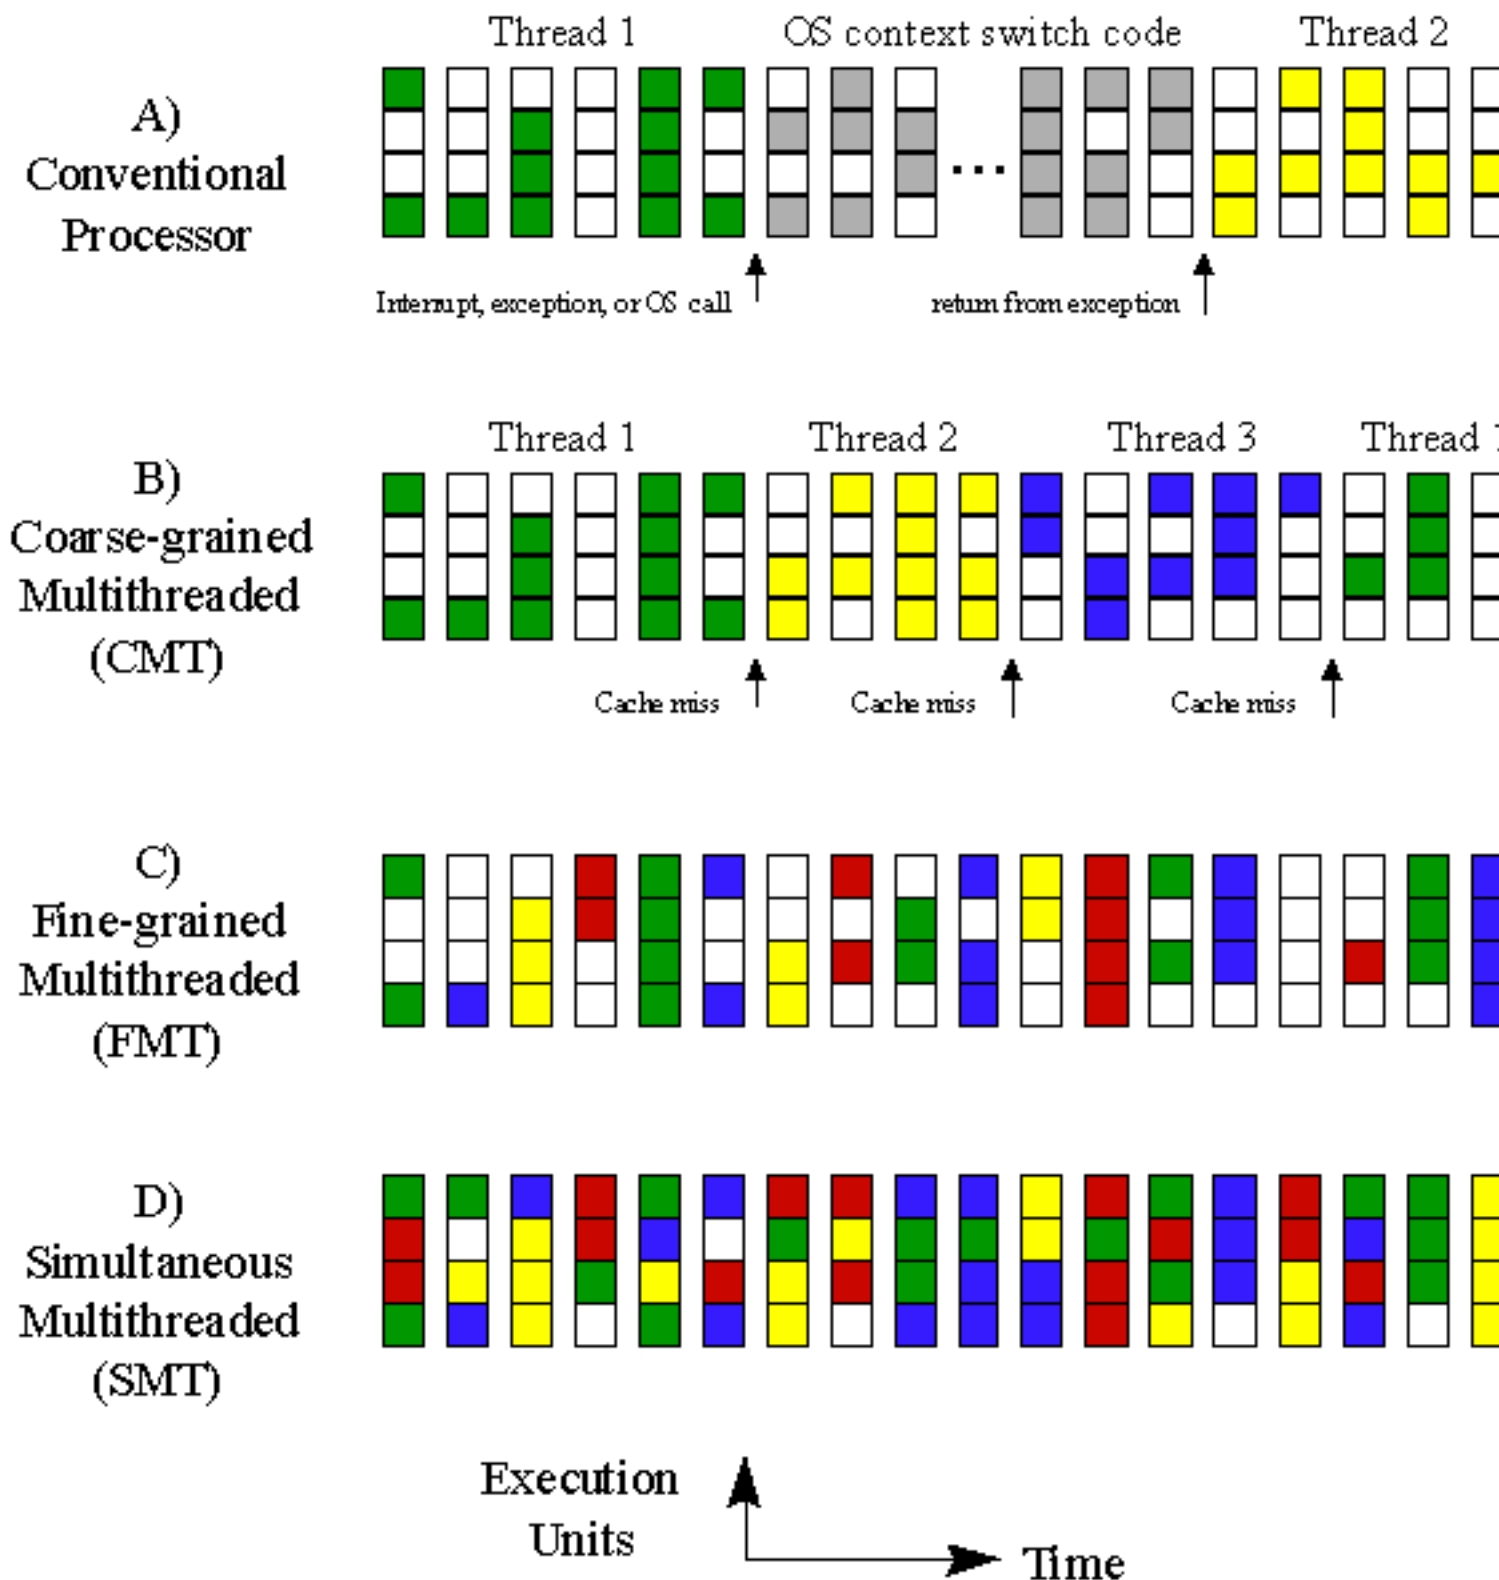 Thread 1 OS context switch code Thread 2
A)
Conventional
Processor
...
Interrupt, exception, or OS call return from exception
Thread 1 Thread 2 Thread 3 Thread 1
B)
Coarse-grained
Multithreaded
(CMT)
Cache miss Cache miss Cache miss
C)
Fine-grained
Multithreaded
(FMT)
D)
Simultaneous
Multithreaded
(SMT)
Execution
Units
Time